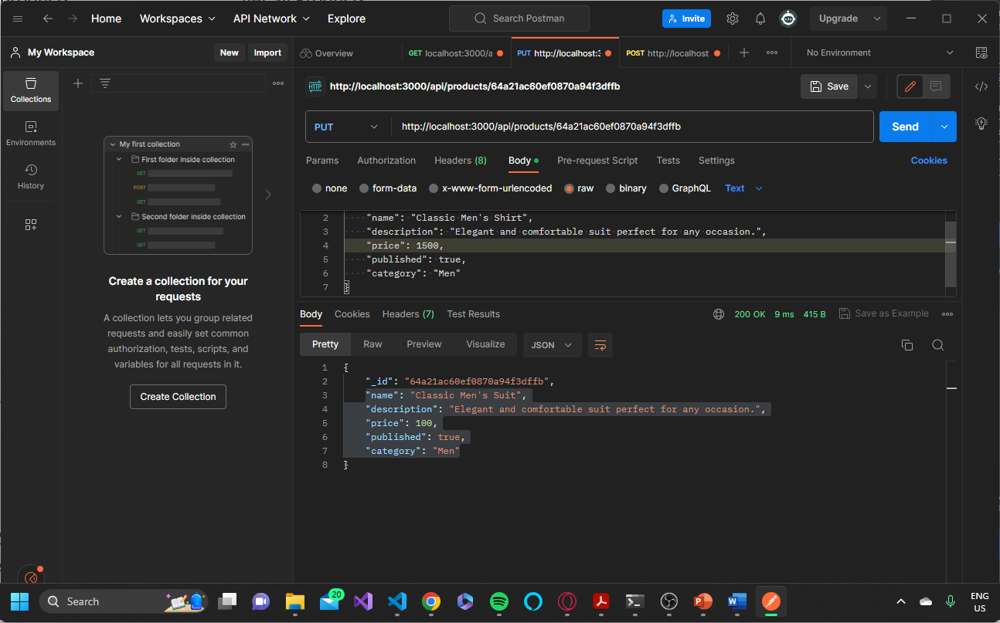 Home
Workspaces
API Network
Explore
Search Postman
Invite
Upgrade
My Workspace
New
Import
Overview
GET localhost:3000/a
PUT http://localhost:3
POST http://localhost
No Environment
Collections
Environments
History
My first collection
First folder inside collection
GET
POST
GET
Second folder inside collection
GET
GET
Create a collection for your
requests
A collection lets you group related
requests and easily set common
authorization, tests, scripts, and
variables for all requests in it.
Create Collection
HTTP http://localhost:3000/api/products/64a21ac60ef0870a94f3dffb
Save
PUT
http://localhost:3000/api/products/64a21ac60ef0870a94f3dffb
Send
Params
Authorization
Headers (8)
Body
Pre-request Script
Tests
Settings
Cookies
none
form-data
x-www-form-urlencoded
raw
binary
GraphQL
Text
2 "name": "Classic Men's Shirt",
3 "description": "Elegant and comfortable suit perfect for any occasion.",
4 "price": 1500,
5 "published": true,
6 "category": "Men"
7 }
Body
Cookies
Headers (7)
Test Results
200 OK
9 ms
415 B
Save as Example
Pretty
Raw
Preview
Visualize
JSON
1 {
2 "_id": "64a21ac60ef0870a94f3dffb",
3 "name": "Classic Men's Suit",
4 "description": "Elegant and comfortable suit perfect for any occasion.",
5 "price": 100,
6 "published": true,
7 "category": "Men"
8 }
Search
20
ENG
US